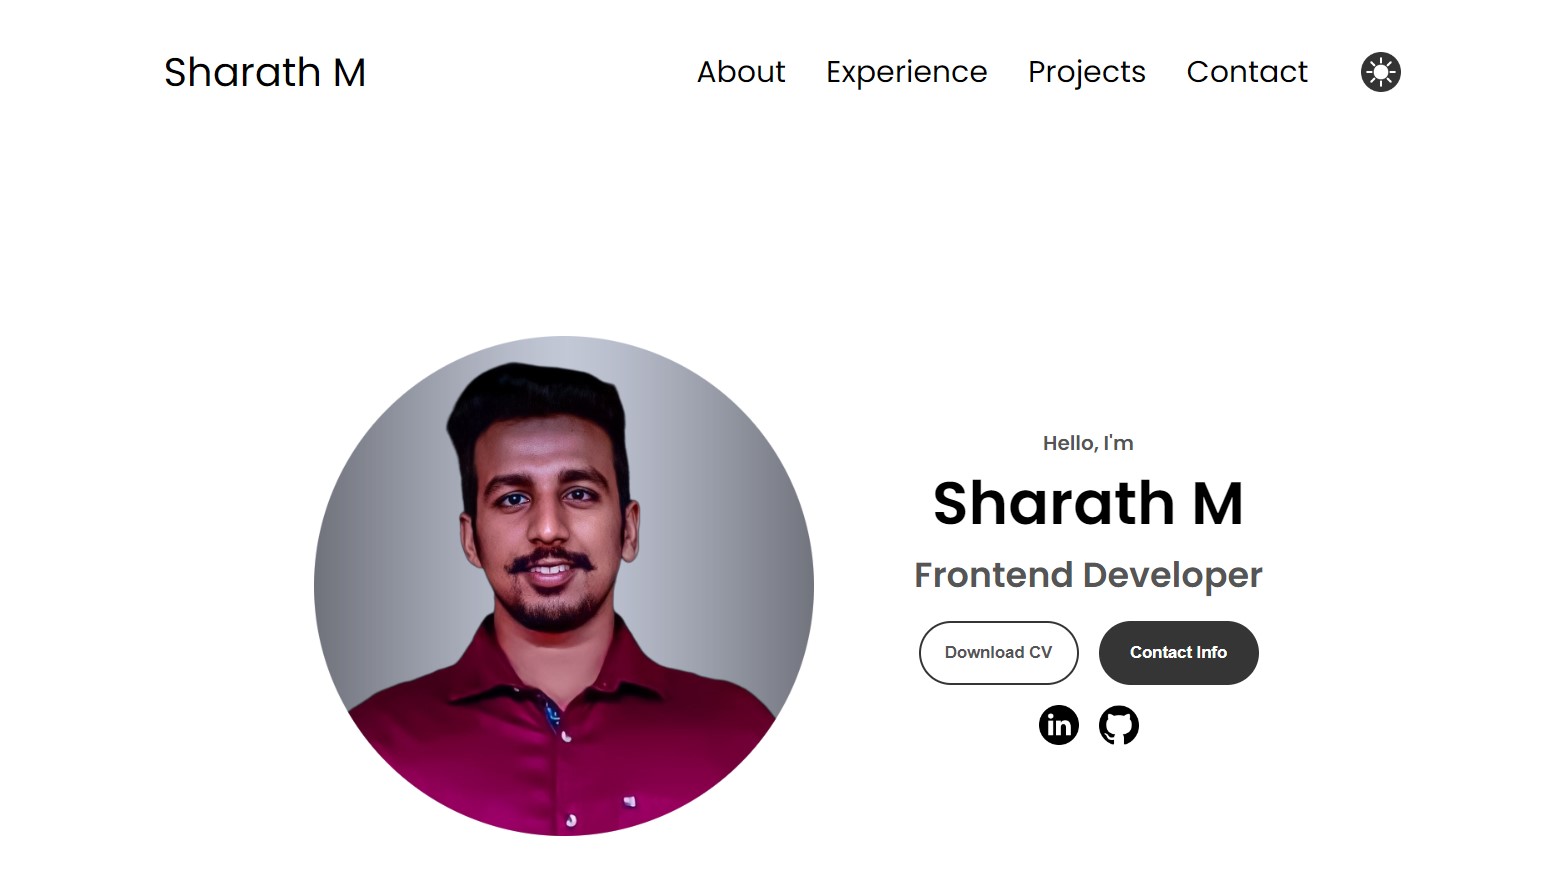 Sharath M
About Experience Projects Contact
Hello, I'm
Sharath M
Frontend Developer
Download CV Contact Info
in